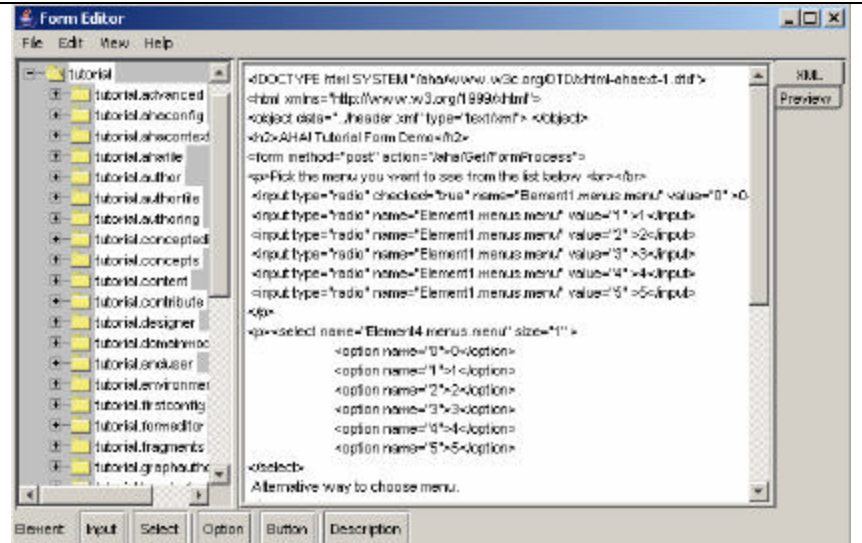 Form Editor
File Edit View Help
tutorial
tutorial.advanced
tutorial.ahaconfig
tutorial.ahacontext
tutorial.ahafile
tutorial.author
tutorial.authorfile
tutorial.authoring
tutorial.concepted
tutorial.concepts
tutorial.content
tutorial.contribute
tutorial.designer
tutorial.domainmod
tutorial.enduser
tutorial.environmen
tutorial.firstconfig
tutorial.formeditor
tutorial.fragments
tutorial.graphautho
<!DOCTYPE html SYSTEM "/aha/www.w3c.org/DTD/xhtml-ahaext-1.dtd">
<html xmlns="http://www.w3.org/1999/xhtml">
<object data="../header.xml" type="text/xml"> </object>
<h2>AHA! Tutorial Form Demo</h2>
<form method="post" action="/aha/Get/FormProcess">
<p>Pick the menu you want to see from the list below <br></br>
<input type="radio" checked="true" name="Element1.menus.menu" value="0" >0
<input type="radio" name="Element1.menus.menu" value="1" >1</input>
<input type="radio" name="Element1.menus.menu" value="2" >2</input>
<input type="radio" name="Element1.menus.menu" value="3" >3</input>
<input type="radio" name="Element1.menus.menu" value="4" >4</input>
<input type="radio" name="Element1.menus.menu" value="5" >5</input>
</p>
<p><select name="Element4.menus.menu" size="1" >
<option name="0">0</option>
<option name="1">1</option>
<option name="2">2</option>
<option name="3">3</option>
<option name="4">4</option>
<option name="5">5</option>
</select>
Alternative way to choose menu.
XML
Preview
Element: Input Select Option Button Description